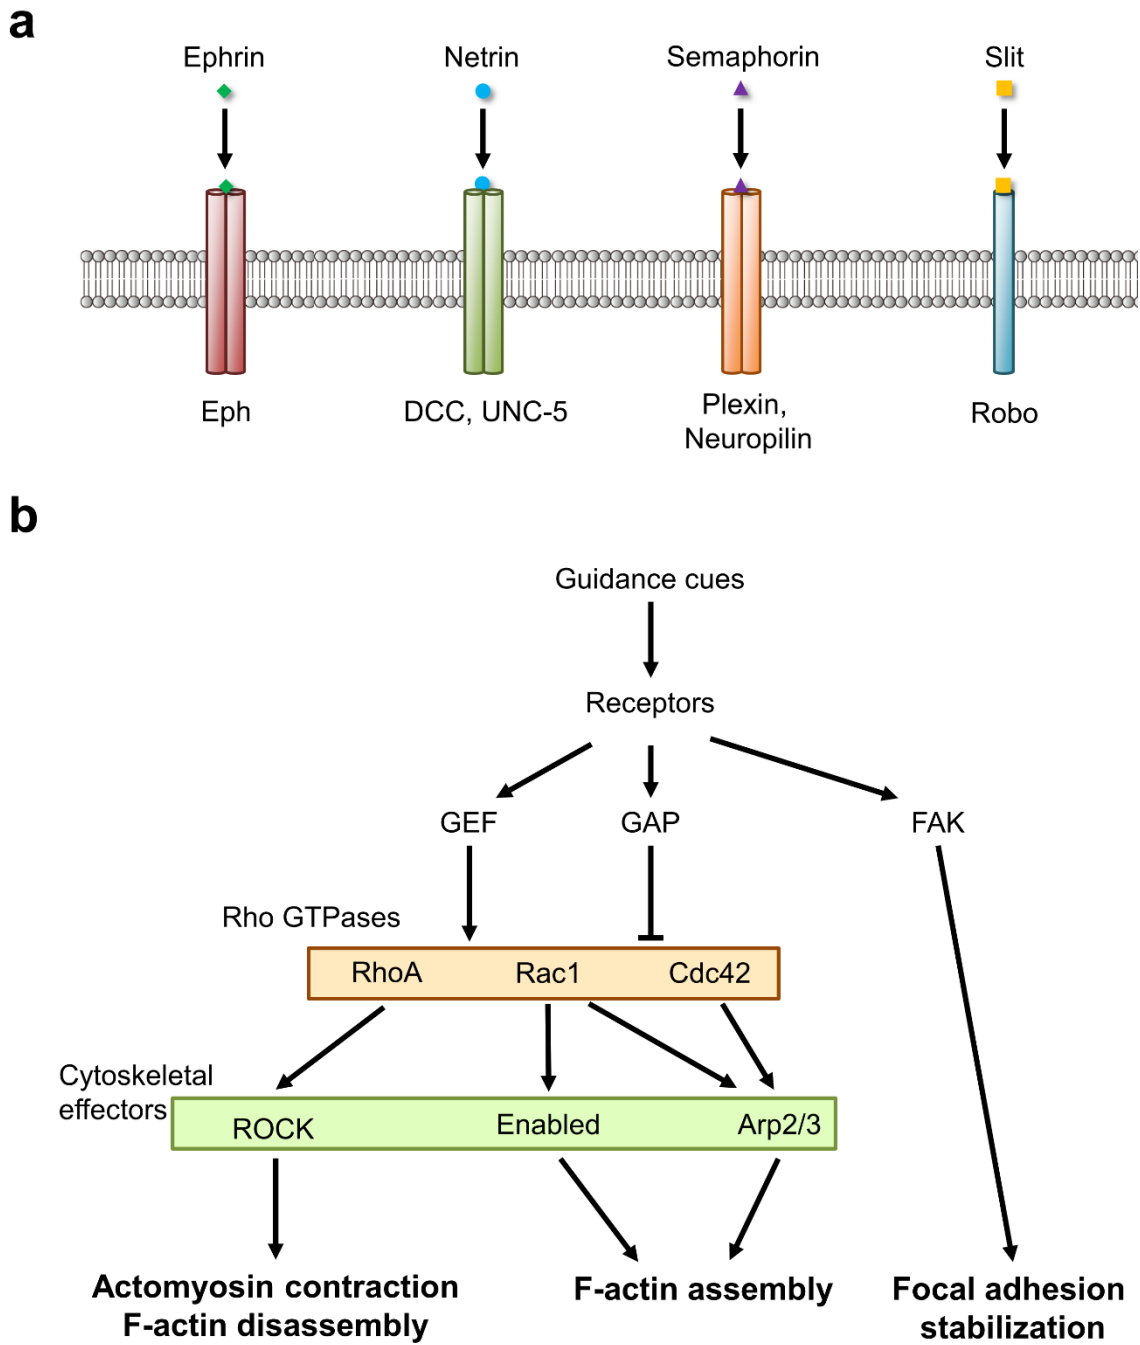 a
Ephrin
Netrin
Semaphorin
Slit
Eph
DCC, UNC-5
Plexin,
Neuropilin
Robo
b
Guidance cues
Receptors
GEF
GAP
FAK
Rho GTPases
RhoA
Rac1
Cdc42
Cytoskeletal
effectors
ROCK
Enabled
Arp2/3
Actomyosin contraction
F-actin disassembly
F-actin assembly
Focal adhesion
stabilization